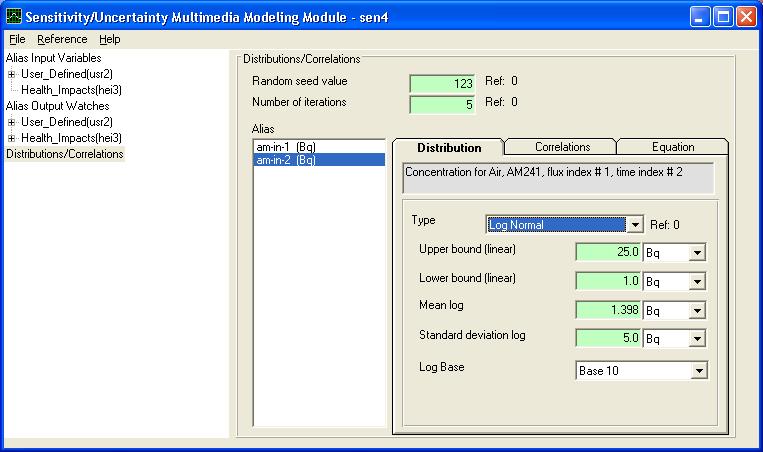 Sensitivity/Uncertainty Multimedia Modeling Module - sen4
File Reference Help
Alias Input Variables
User_Defined(usr2)
Health_Impacts(hei3)
Alias Output Watches
User_Defined(usr2)
Health_Impacts(hei3)
Distributions/Correlations
Distributions/Correlations
Random seed value 123 Ref: 0
Number of iterations 5 Ref: 0
Alias
am-in-1 (Bq)
am-in-2 (Bq)
Distribution Correlations Equation
Concentration for Air, AM241, flux index # 1, time index # 2
Type Log Normal Ref: 0
Upper bound (linear) 25.0 Bq
Lower bound (linear) 1.0 Bq
Mean log 1.398 Bq
Standard deviation log 5.0 Bq
Log Base Base 10